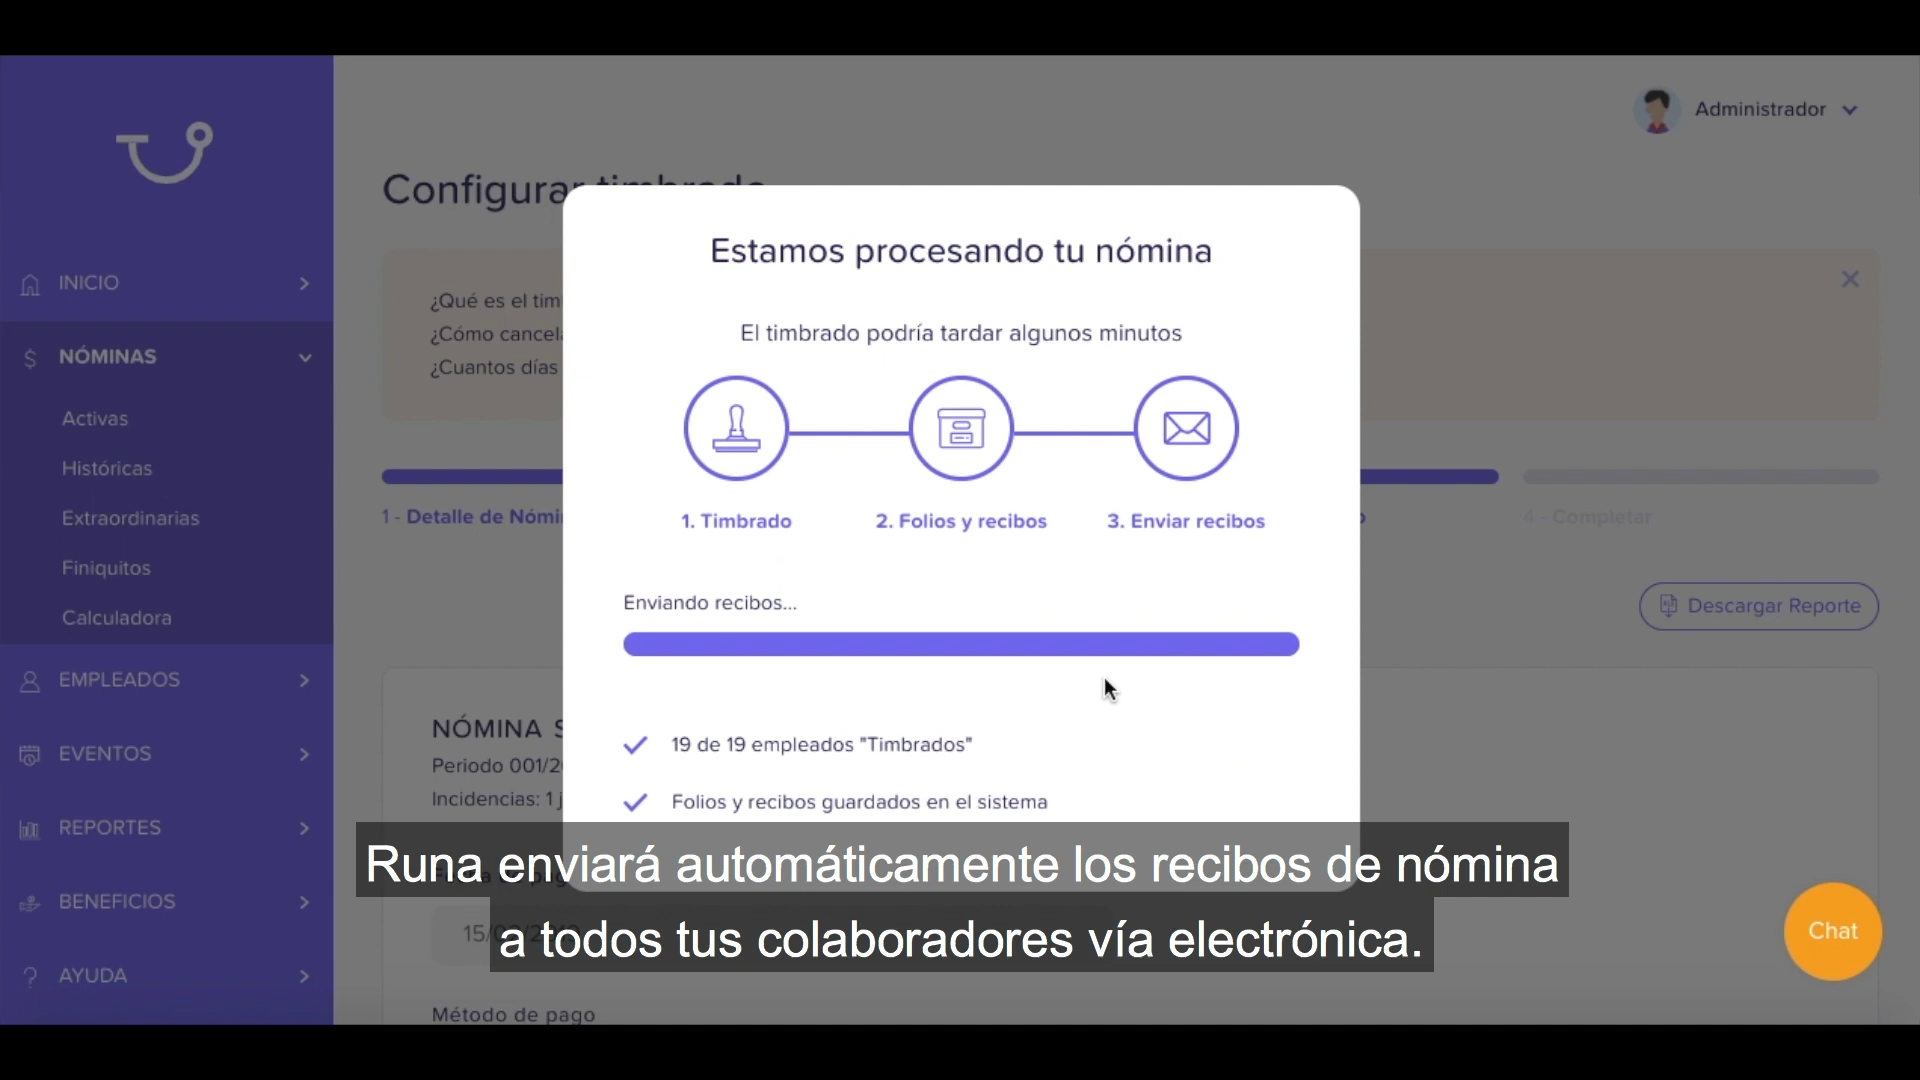 Administrador
Configurar timbrado
INICIO
NÓMINAS
Activas
Históricas
Extraordinarias
Finiquitos
Calculadora
EMPLEADOS
EVENTOS
REPORTES
BENEFICIOS
AYUDA
¿Qué es el tim
¿Cómo cancela
¿Cuantos días
1 - Detalle de Nómi
4 - Completar
Descargar Reporte
NÓMINA S
Periodo 001/2
Incidencias: 1 j
Método de pago
Estamos procesando tu nómina
El timbrado podría tardar algunos minutos
1. Timbrado
2. Folios y recibos
3. Enviar recibos
Enviando recibos...
19 de 19 empleados "Timbrados"
Folios y recibos guardados en el sistema
Runa enviará automáticamente los recibos de nómina
a todos tus colaboradores vía electrónica.
Chat